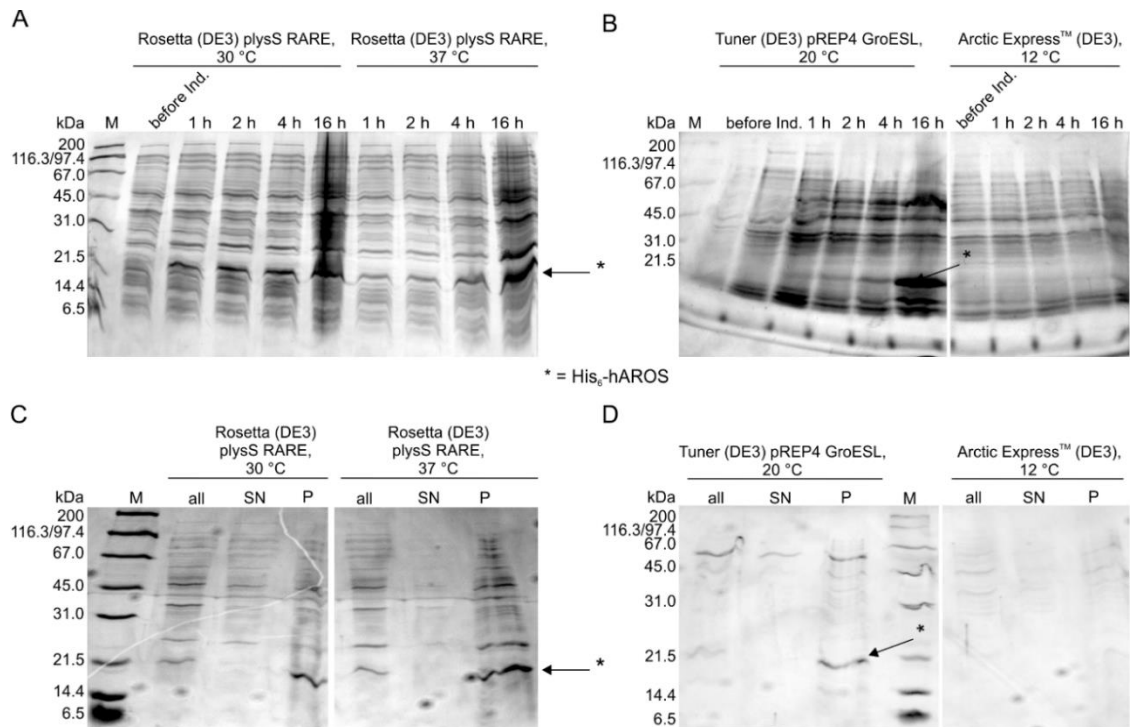 A
Rosetta (DE3) plysS RARE,
30 °C
Rosetta (DE3) plysS RARE,
37 °C
kDa M before Ind. 1 h 2 h 4 h 16 h 1 h 2 h 4 h 16 h
200
116.3/97.4
67.0
45.0
31.0
21.5
14.4
6.5
*
B
Tuner (DE3) pREP4 GroESL,
20 °C
Arctic Express™ (DE3),
12 °C
kDa M before Ind. 1 h 2 h 4 h 16 h before Ind. 1 h 2 h 4 h 16 h
200
116.3/97.4
67.0
45.0
31.0
21.5
*
* = His₆-hAROS
C
Rosetta (DE3)
plysS RARE,
30 °C
Rosetta (DE3)
plysS RARE,
37 °C
kDa M all SN P all SN P
200
116.3/97.4
67.0
45.0
31.0
21.5
14.4
6.5
*
D
Tuner (DE3) pREP4 GroESL,
20 °C
Arctic Express™ (DE3),
12 °C
kDa all SN P M all SN P
200
116.3/97.4
67.0
45.0
31.0
21.5
14.4
6.5
*